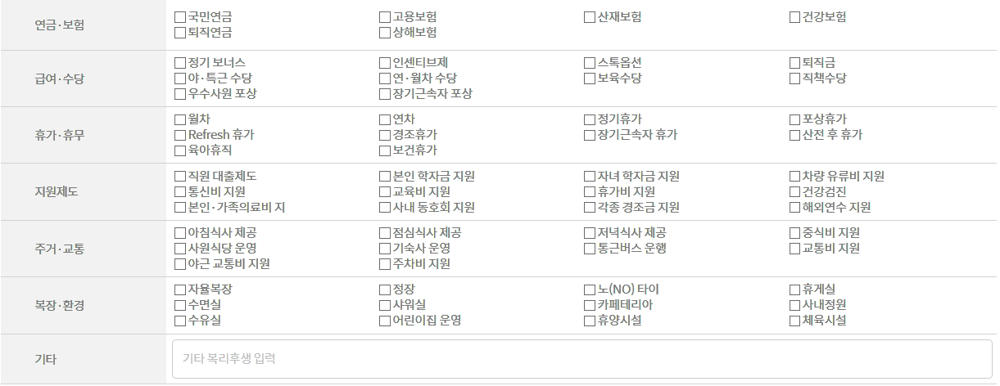 연금·보험
국민연금 고용보험 산재보험 건강보험
퇴직연금 상해보험
급여·수당
정기 보너스 인센티브제 스톡옵션 퇴직금
야·특근 수당 연·월차 수당 보육수당 직책수당
우수사원 포상 장기근속자 포상
휴가·휴무
월차 연차 정기휴가 포상휴가
Refresh 휴가 경조휴가 장기근속자 휴가 산전 후 휴가
육아휴직 보건휴가
지원제도
직원 대출제도 본인 학자금 지원 자녀 학자금 지원 차량 유류비 지원
통신비 지원 교육비 지원 휴가비 지원 건강검진
본인·가족의료비 지 사내 동호회 지원 각종 경조금 지원 해외연수 지원
주거·교통
아침식사 제공 점심식사 제공 저녁식사 제공 중식비 지원
사원식당 운영 기숙사 운영 통근버스 운행 교통비 지원
야근 교통비 지원 주차비 지원
복장·환경
자율복장 정장 노(NO) 타이 휴게실
수면실 샤워실 카페테리아 사내정원
수유실 어린이집 운영 휴양시설 체육시설
기타
기타 복리후생 입력